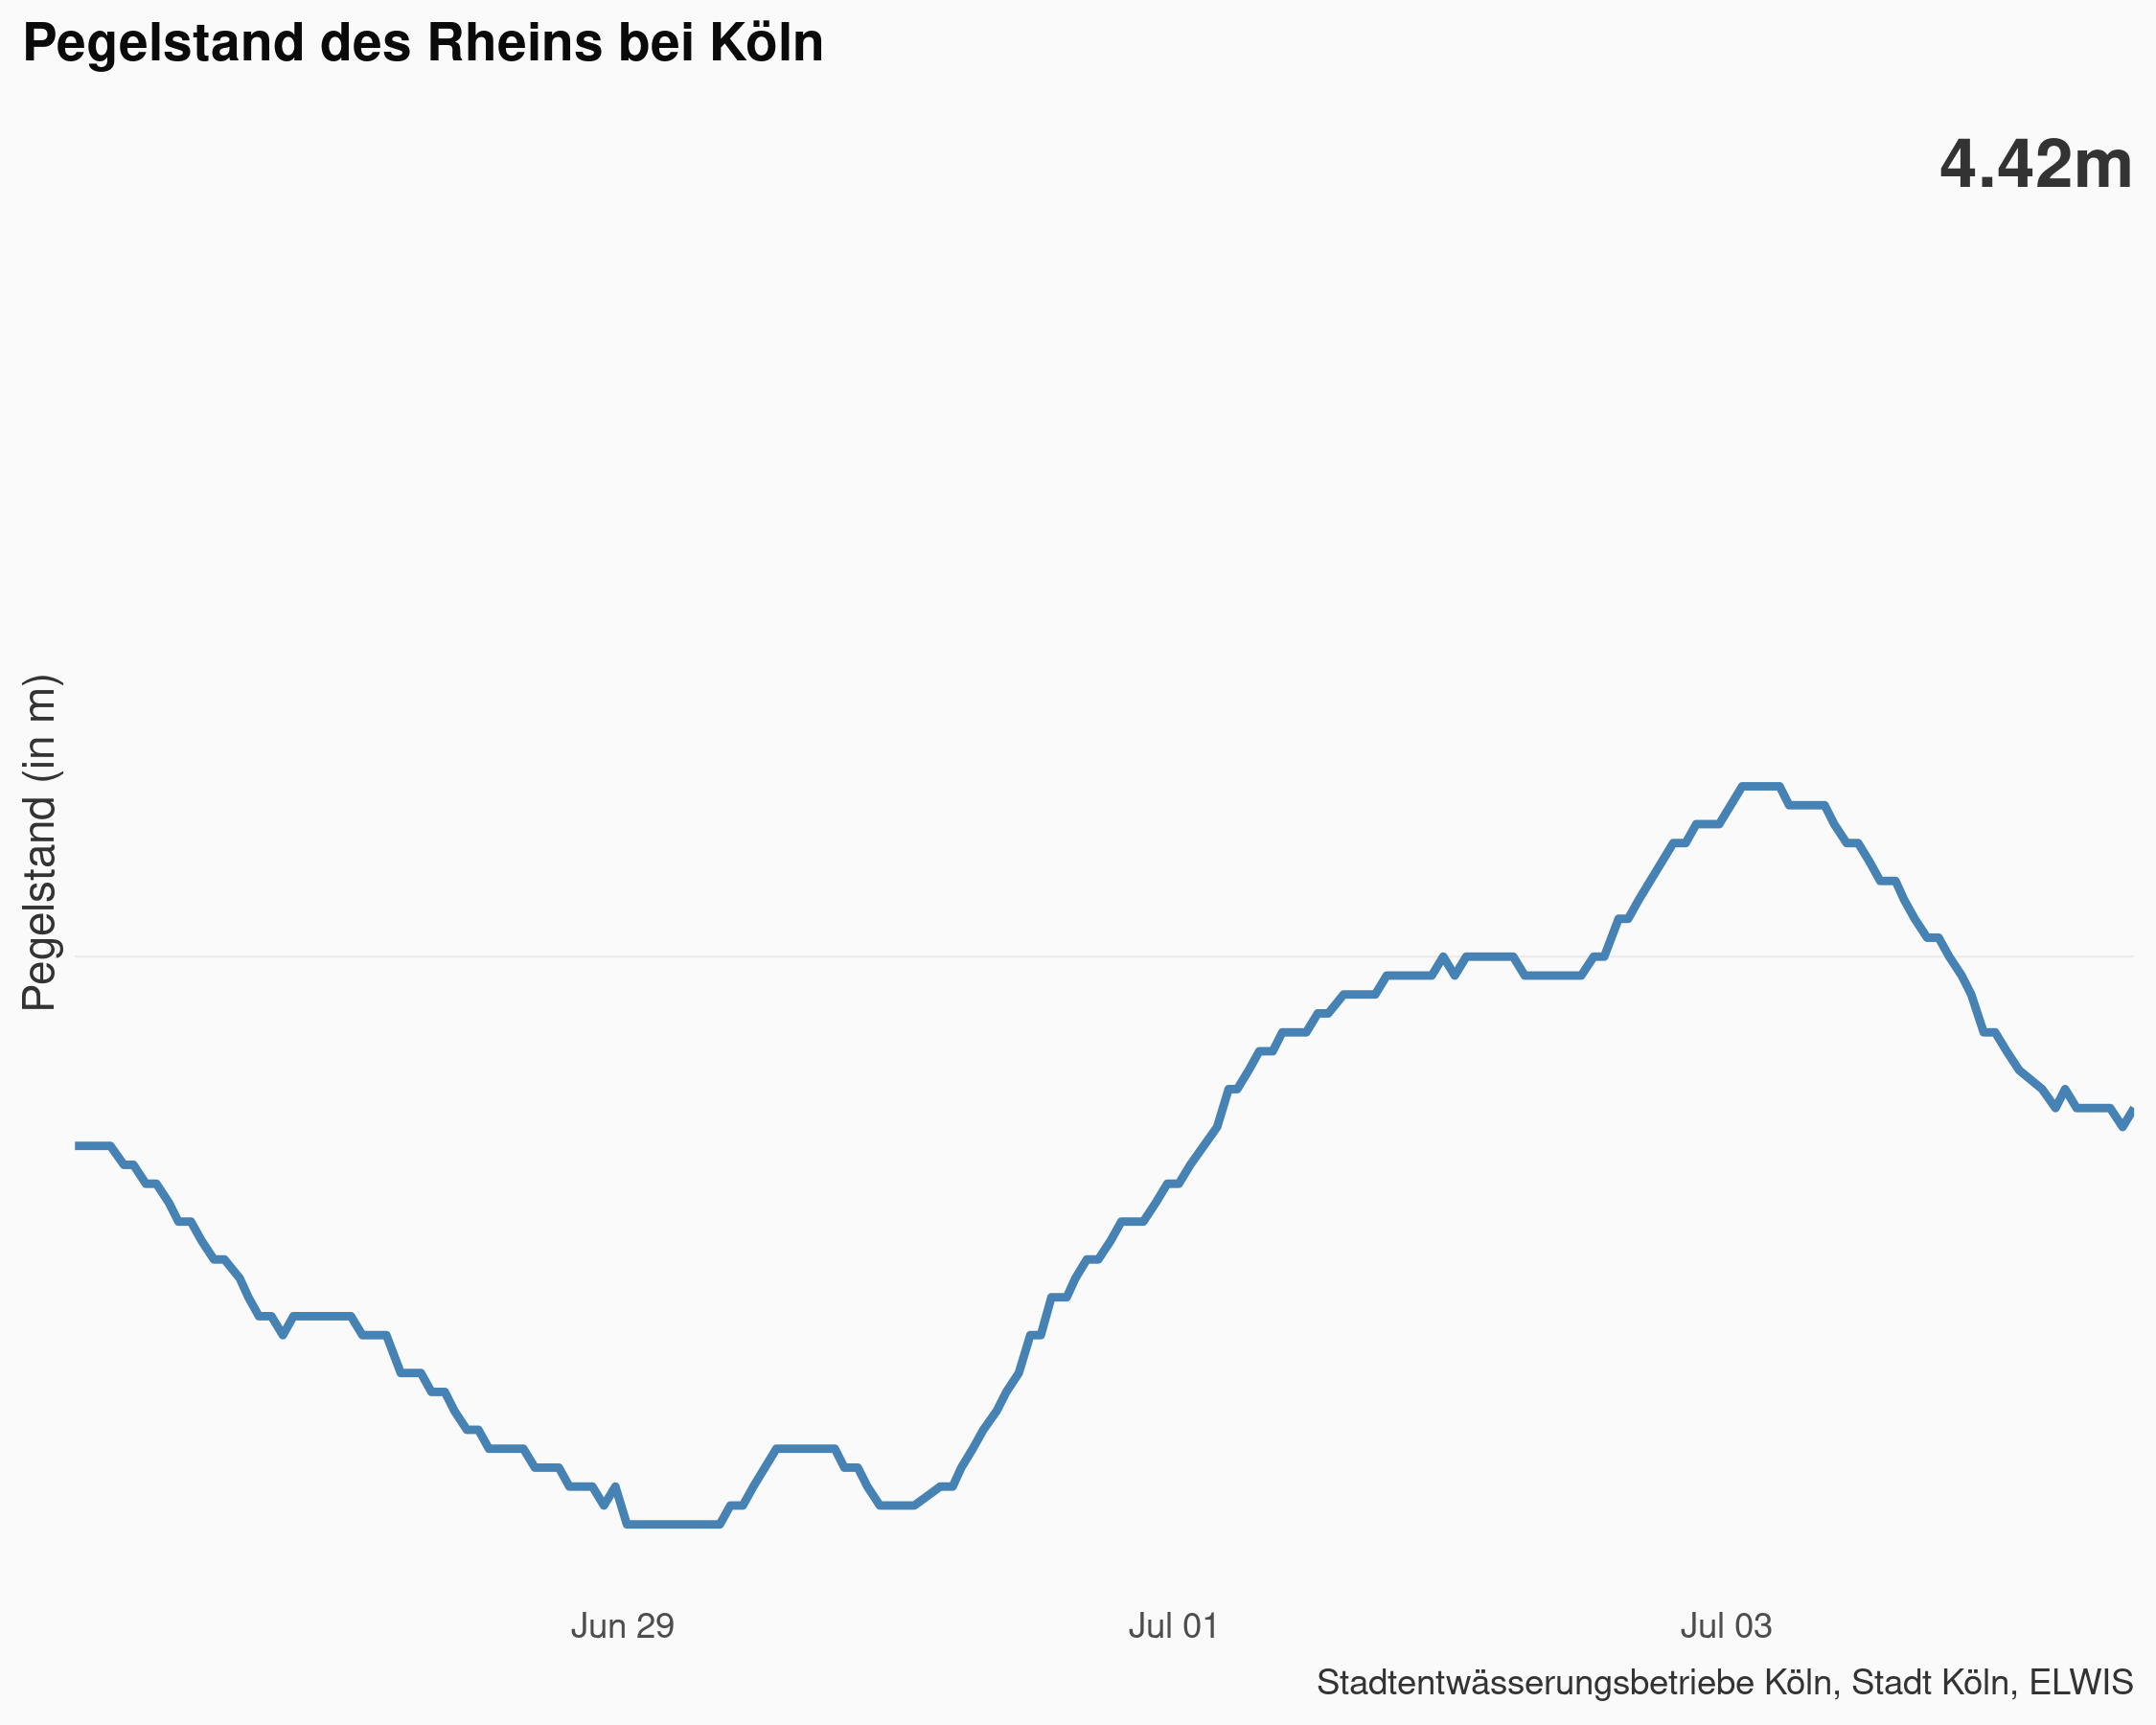 Pegelstand des Rheins bei Köln
4.42m
Pegelstand (in m)
Jun 29
Jul 01
Jul 03
Stadtentwässerungsbetriebe Köln, Stadt Köln, ELWIS